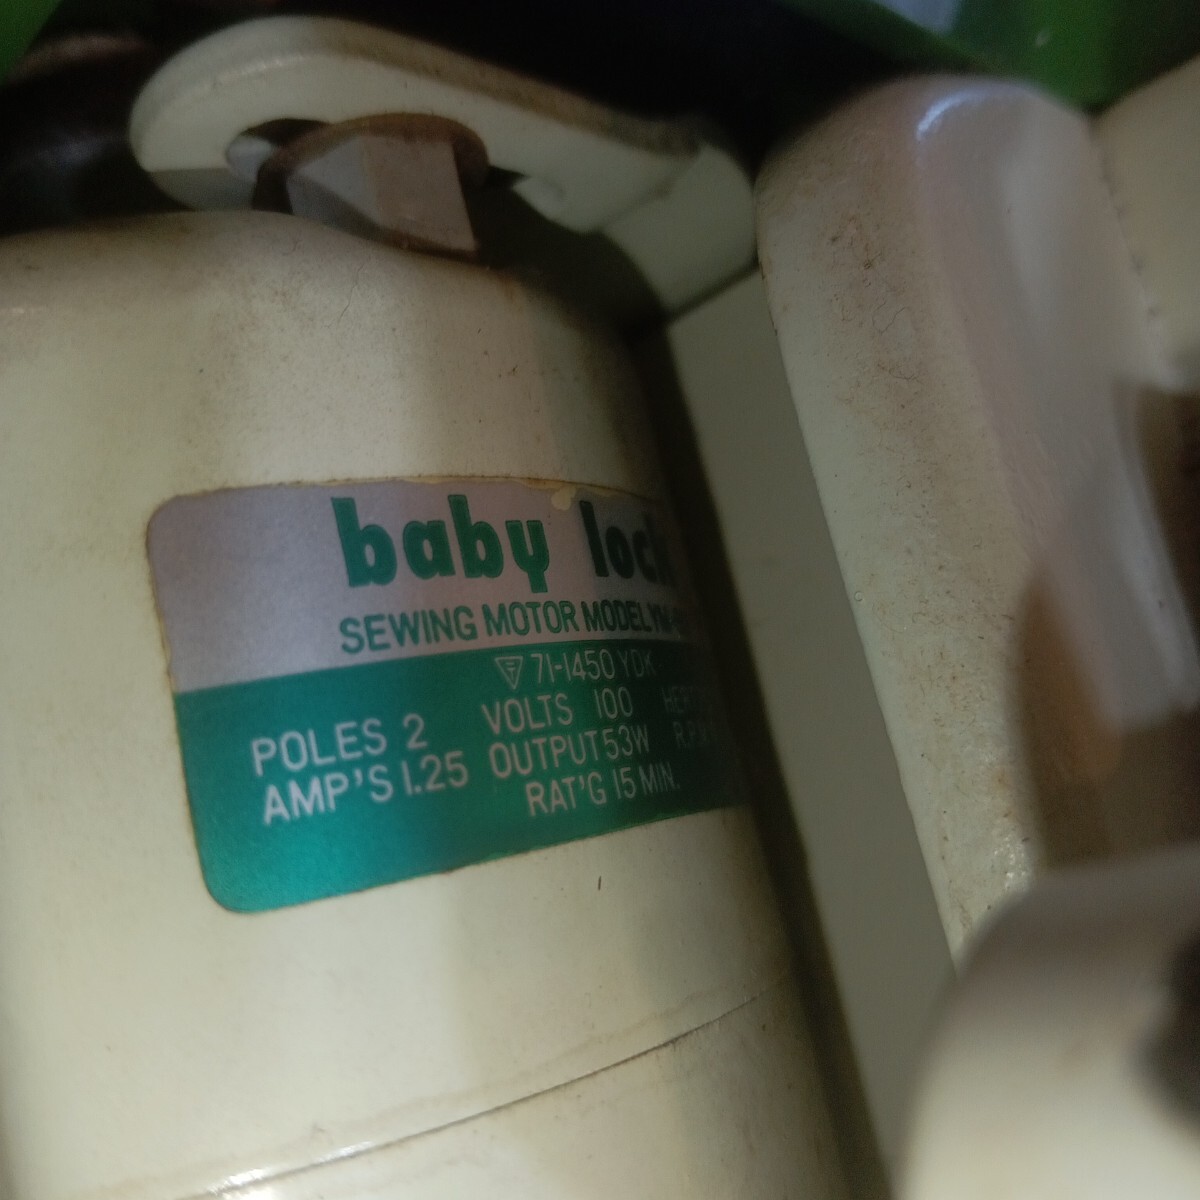 baby lock
SEWING MOTOR MODEL
71-1450 YDK
POLES 2 VOLTS 100
AMP'S 1.25 OUTPUT 53W
RAT'G 15 MIN.